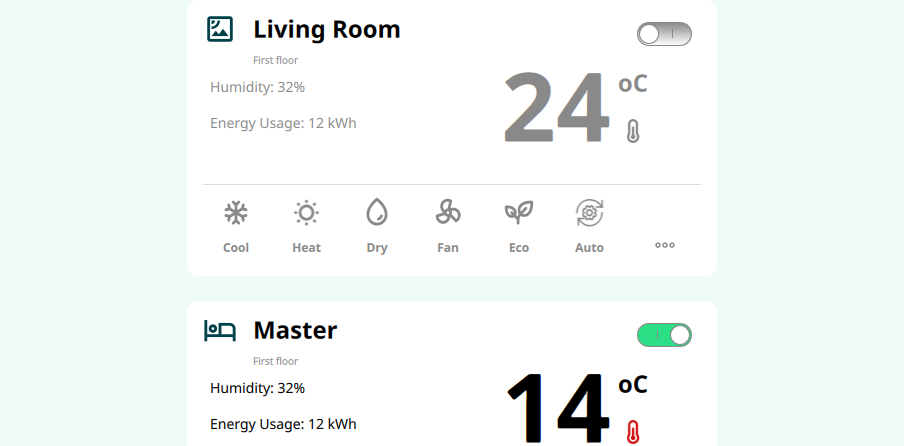 Living Room
First floor
Humidity: 32%
24 oC
Energy Usage: 12 kWh
Cool Heat Dry Fan Eco Auto
Master
First floor
Humidity: 32%
14 oC
Energy Usage: 12 kWh